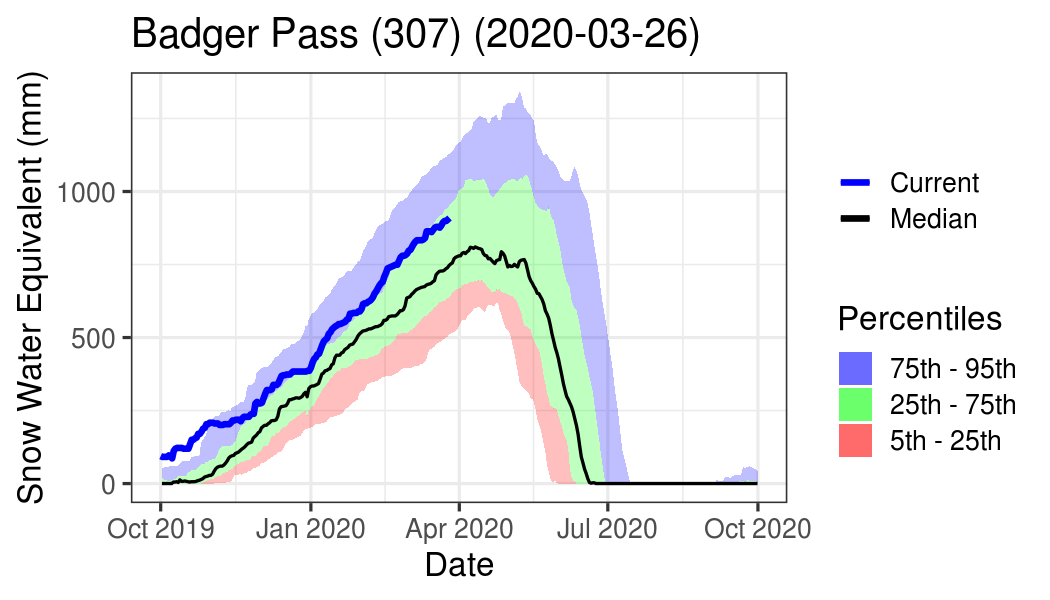 Badger Pass (307) (2020-03-26)
Snow Water Equivalent (mm)
1000
500
0
Oct 2019
Jan 2020
Apr 2020
Jul 2020
Oct 2020
Date
Current
Median
Percentiles
75th - 95th
25th - 75th
5th - 25th